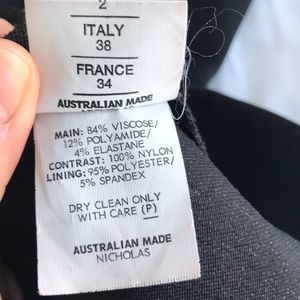 2
ITALY
38
FRANCE
34
AUSTRALIAN MADE
MAIN: 84% VISCOSE/
12% POLYAMIDE/
4% ELASTANE
CONTRAST: 100% NYLON
LINING: 95% POLYESTER/
5% SPANDEX
DRY CLEAN ONLY
WITH CARE (P)
AUSTRALIAN MADE
NICHOLAS